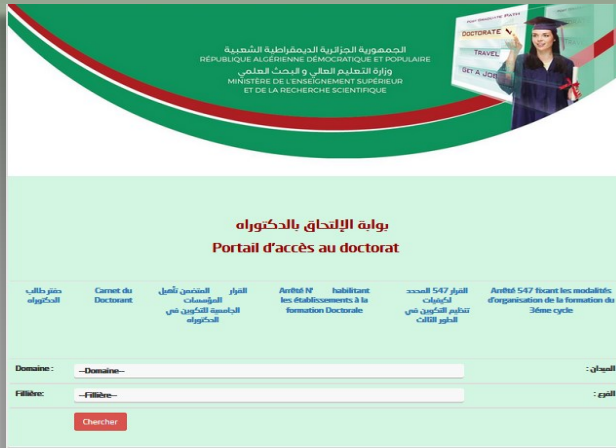 POST GRADUATE PATH
DOCTORATE
TRAVEL
GET A JOB
الجمهورية الجزائرية الديمقراطية الشعبية
RÉPUBLIQUE ALGÉRIENNE DÉMOCRATIQUE ET POPULAIRE
وزارة التعليم العالي و البحث العلمي
MINISTÈRE DE L'ENSEIGNEMENT SUPÉRIEUR
ET DE LA RECHERCHE SCIENTIFIQUE
بوابة الإلتحاق بالدكتوراه
Portail d'accès au doctorat
دفتر طالب
الدكتوراه
Carnet du
Doctorant
القرار المتضمن تأهيل
المؤسسات
الجامعية للتكوين في
الدكتوراه
Arrêté N° habilitant
les établissements à la
formation Doctorale
القرار 547 المحدد
لكيفيات
تنظيم التكوين في
الطور الثالث
Arrêté 547 fixant les modalités
d'organisation de la formation du
3éme cycle
Domaine : --Domaine-- الميدان :
Fillière: --Fillière-- الفرع :
Chercher